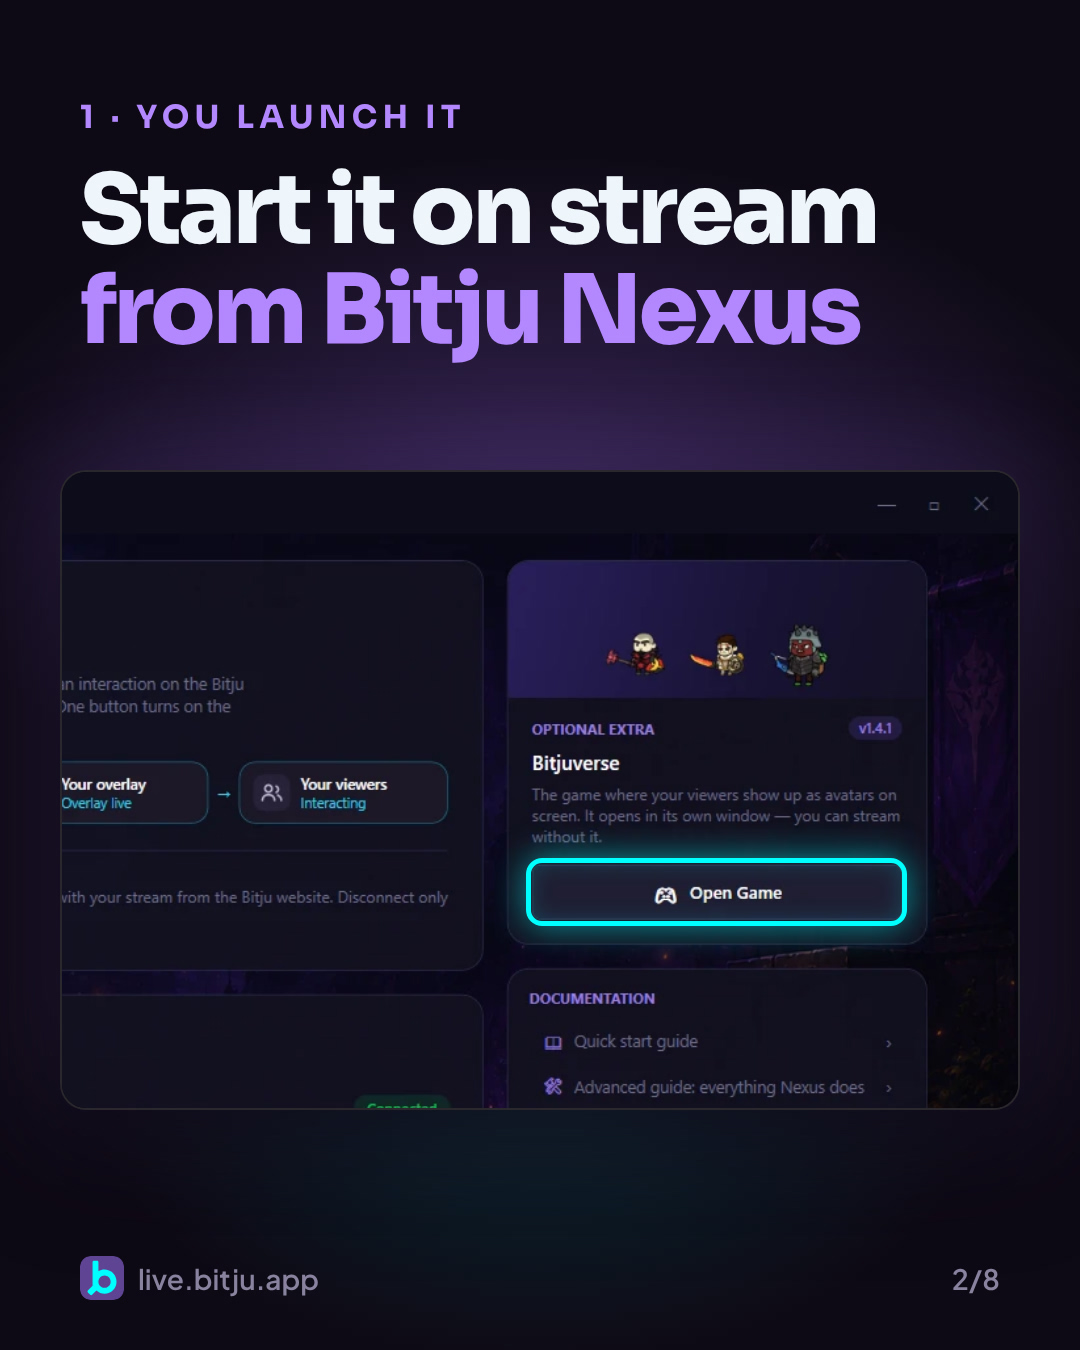 1 · YOU LAUNCH IT
Start it on stream
from Bitju Nexus
an interaction on the Bitju
One button turns on the
Your overlay
Overlay live
→
Your viewers
Interacting
with your stream from the Bitju website. Disconnect only
Connected
OPTIONAL EXTRA
v1.4.1
Bitjuverse
The game where your viewers show up as avatars on
screen. It opens in its own window — you can stream
without it.
Open Game
DOCUMENTATION
Quick start guide
Advanced guide: everything Nexus does
live.bitju.app
2/8